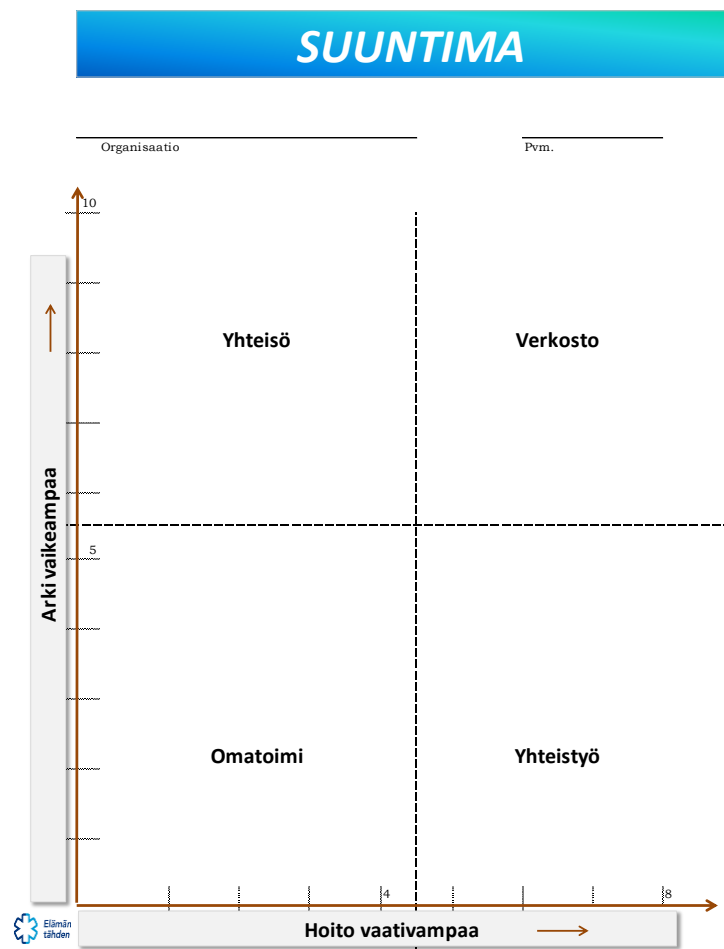 SUUNTIMA
Organisaatio
Pvm.
10
Yhteisö
Verkosto
Arki vaikeampaa
5
Omatoimi
Yhteistyö
4
8
Elämän
tähden
Hoito vaativampaa